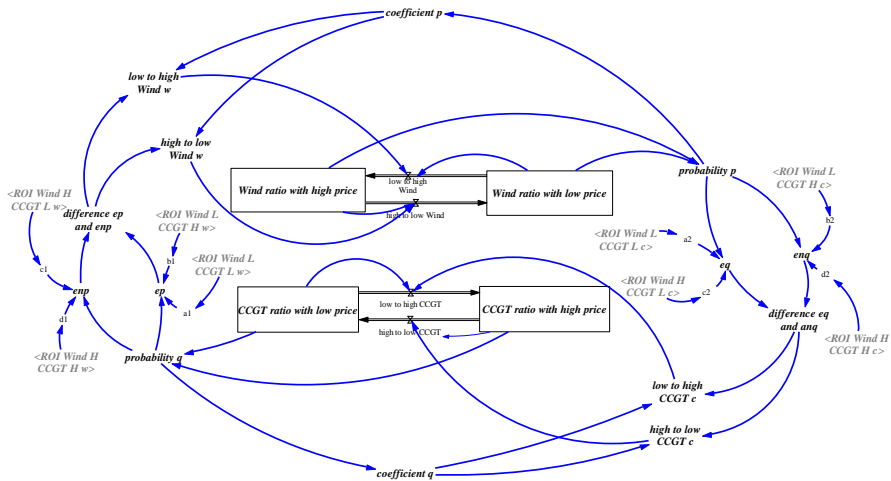 coefficient p
low to high
Wind w
high to low
Wind w
<ROI Wind H
CCGT L w>
difference ep
and enp
<ROI Wind L
CCGT H w>
<ROI Wind L
CCGT L w>
c1
b1
enp
ep
a1
d1
<ROI Wind H
CCGT H w>
probability q
Wind ratio with high price
low to high
Wind
high to low Wind
Wind ratio with low price
CCGT ratio with low price
low to high CCGT
high to low CCGT
CCGT ratio with high price
probability p
<ROI Wind L
CCGT H c>
b2
<ROI Wind L
CCGT L c>
a2
eq
enq
<ROI Wind H
CCGT L c>
c2
d2
difference eq
and anq
<ROI Wind H
CCGT H c>
low to high
CCGT c
high to low
CCGT c
coefficient q